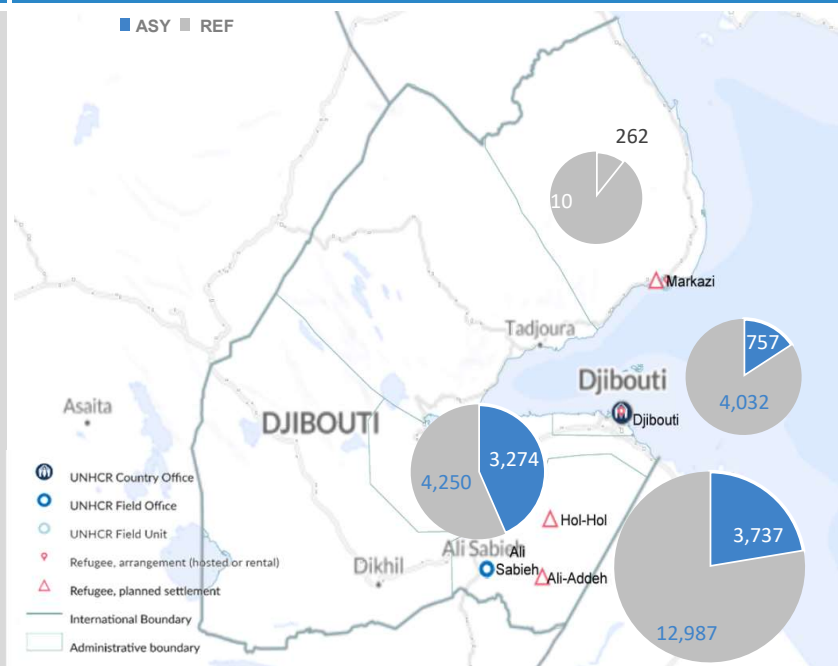 ASY REF
262
10
Markazi
Tadjoura
757
Djibouti
4,032
Asaita
DJIBOUTI
Djibouti
3,274
4,250
UNHCR Country Office
UNHCR Field Office
Hol-Hol
3,737
UNHCR Field Unit
Ali Sabieh
Ali
Sabieh
Refugee, arrangement (hosted or rental)
Dikhil
Ali-Addeh
Refugee, planned settlement
International Boundary
12,987
Administrative boundary